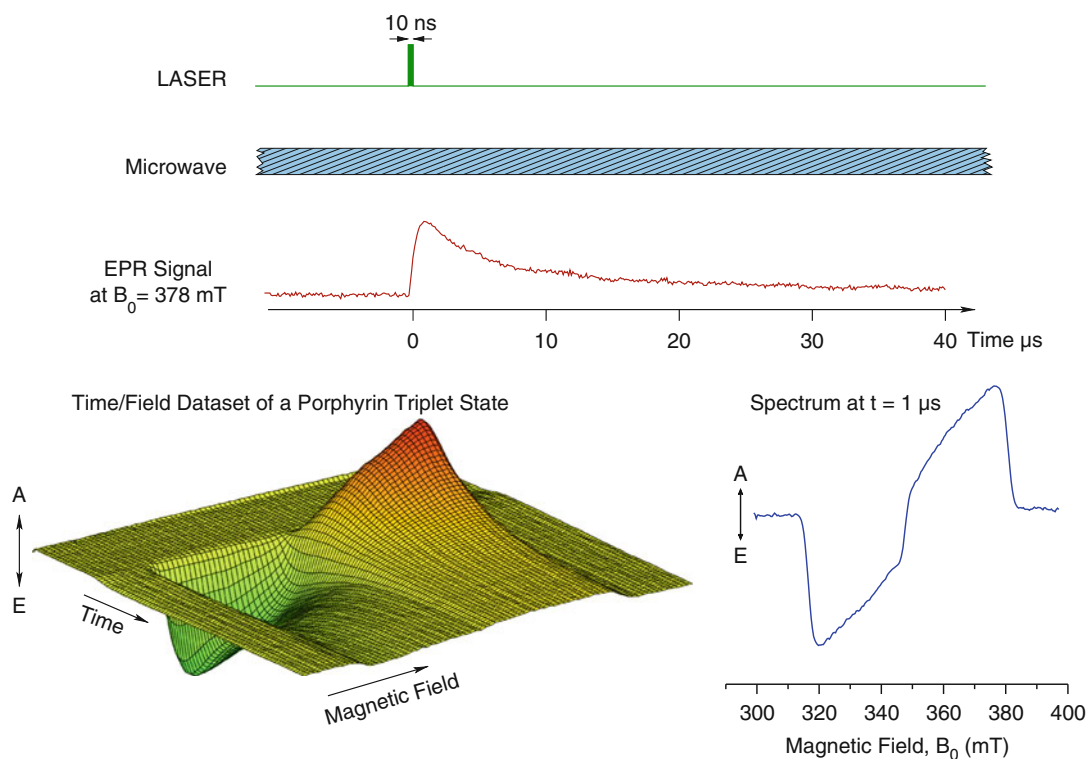 10 ns
LASER
Microwave
EPR Signal
at B₀= 378 mT
0 10 20 30 40 Time µs
Time/Field Dataset of a Porphyrin Triplet State
Spectrum at t = 1 µs
A
E
Time
Magnetic Field
A
E
300 320 340 360 380 400
Magnetic Field, B₀ (mT)